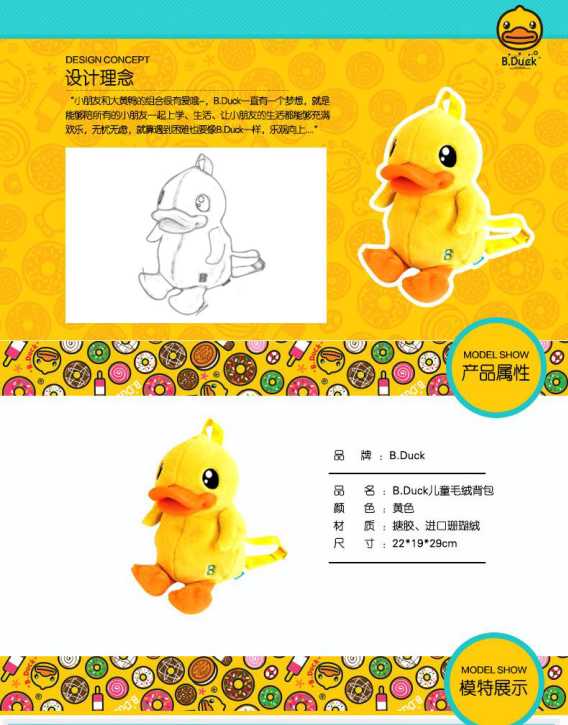 B.Duck
DESIGN CONCEPT
设计理念
“小朋友和大黄鸭的组合很有爱哦~，B.Duck一直有一个梦想，就是
能够陪所有的小朋友一起上学、生活、让小朋友的生活都能够充满
欢乐，无忧无虑，就算遇到困难也要像B.Duck一样，乐观向上...”
B
B
MODEL SHOW
产品属性
品 牌 ：B.Duck
品 名 ：B.Duck儿童毛绒背包
颜 色 ：黄色
材 质 ：搪胶、进口珊瑚绒
尺 寸 ：22*19*29cm
B
MODEL SHOW
模特展示